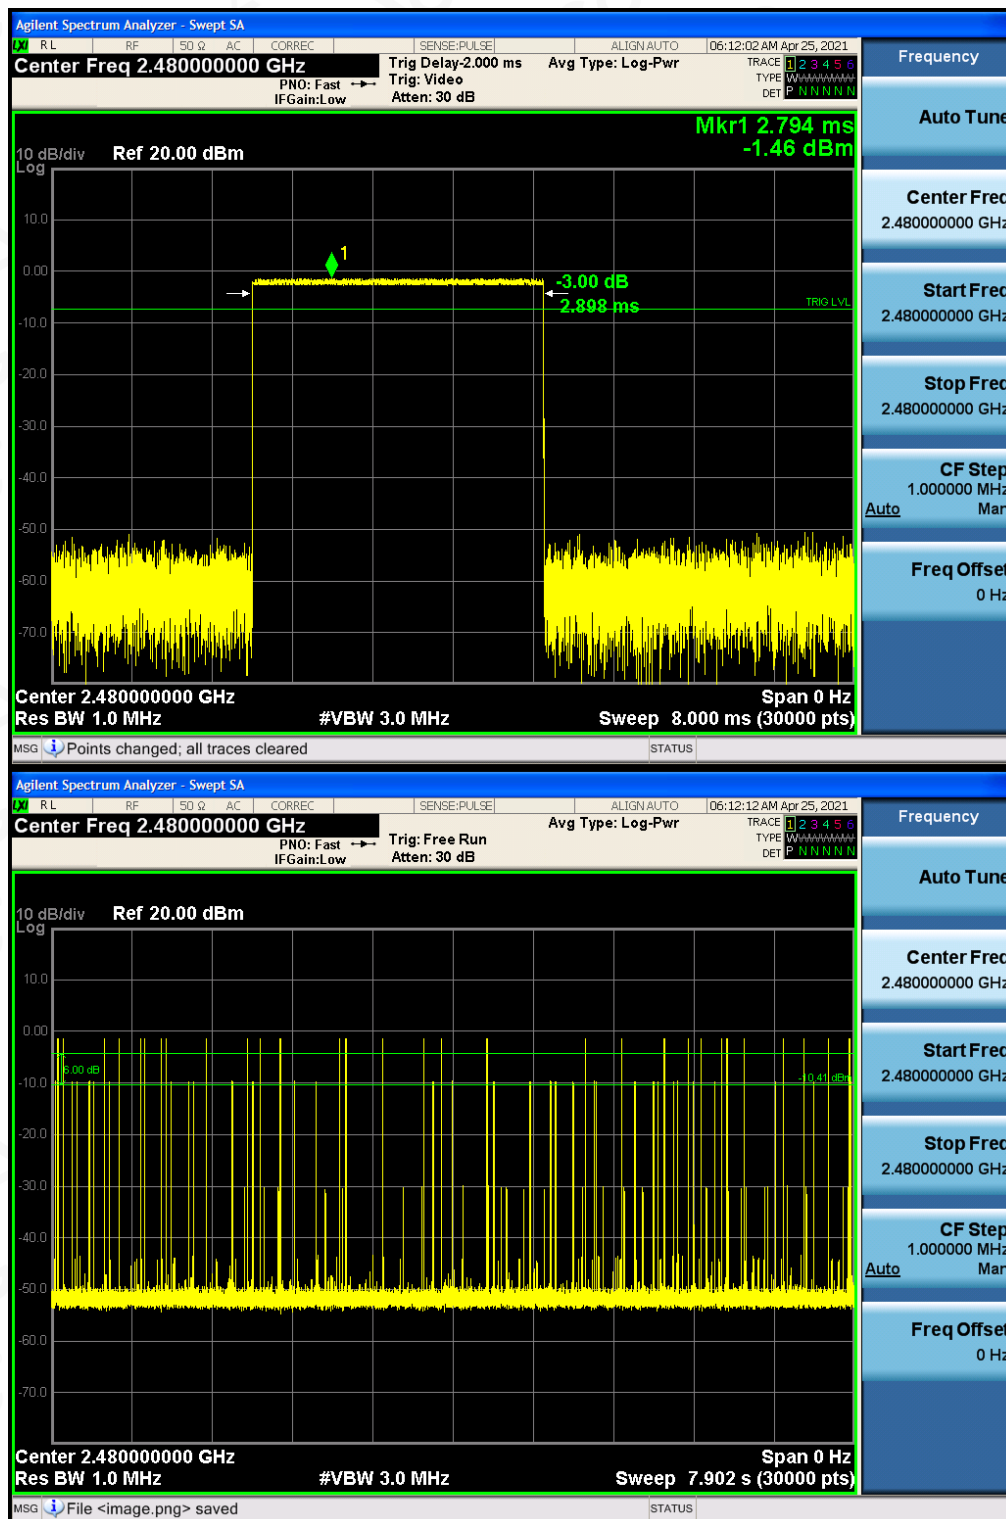 Agilent Spectrum Analyzer - Swept SA
LXI RL RF 50 Ω AC CORREC SENSE:PULSE ALIGN AUTO 06:12:02 AM Apr 25, 2021
Center Freq 2.480000000 GHz
PNO: Fast
IFGain:Low
Trig Delay-2.000 ms
Trig: Video
Atten: 30 dB
Avg Type: Log-Pwr
TRACE 1 2 3 4 5 6
TYPE WWWWWW
DET P N N N N N
Mkr1 2.794 ms
-1.46 dBm
10 dB/div Ref 20.00 dBm
Log
10.0
0.00
-10.0
-20.0
-30.0
-40.0
-50.0
-60.0
-70.0
1
-3.00 dB
2.898 ms
TRIG LVL
Center 2.480000000 GHz Span 0 Hz
Res BW 1.0 MHz #VBW 3.0 MHz Sweep 8.000 ms (30000 pts)
MSG Points changed; all traces cleared STATUS
Frequency
Auto Tune
Center Freq
2.480000000 GHz
Start Freq
2.480000000 GHz
Stop Freq
2.480000000 GHz
CF Step
1.000000 MHz
Auto Man
Freq Offset
0 Hz
Agilent Spectrum Analyzer - Swept SA
LXI RL RF 50 Ω AC CORREC SENSE:PULSE ALIGN AUTO 06:12:12 AM Apr 25, 2021
Center Freq 2.480000000 GHz
PNO: Fast
IFGain:Low
Trig: Free Run
Atten: 30 dB
Avg Type: Log-Pwr
TRACE 1 2 3 4 5 6
TYPE WWWWWW
DET P N N N N N
10 dB/div Ref 20.00 dBm
Log
10.0
0.00
-10.0
-20.0
-30.0
-40.0
-50.0
-60.0
-70.0
6.00 dB
-10.41 dBm
Center 2.480000000 GHz Span 0 Hz
Res BW 1.0 MHz #VBW 3.0 MHz Sweep 7.902 s (30000 pts)
MSG File <image.png> saved STATUS
Frequency
Auto Tune
Center Freq
2.480000000 GHz
Start Freq
2.480000000 GHz
Stop Freq
2.480000000 GHz
CF Step
1.000000 MHz
Auto Man
Freq Offset
0 Hz